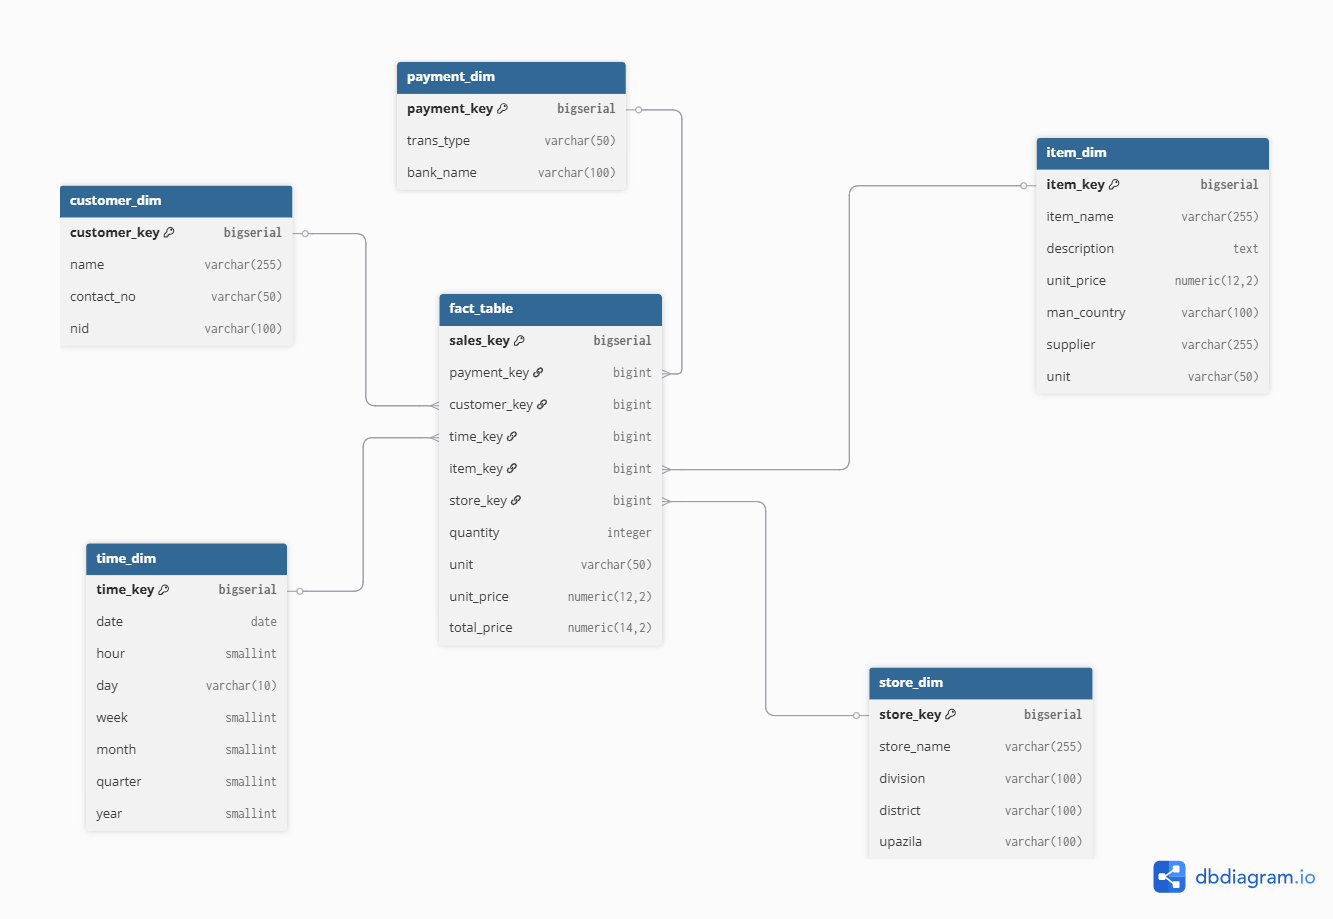 payment_dim
payment_key bigserial
trans_type varchar(50)
bank_name varchar(100)
customer_dim
customer_key bigserial
name varchar(255)
contact_no varchar(50)
nid varchar(100)
fact_table
sales_key bigserial
payment_key bigint
customer_key bigint
time_key bigint
item_key bigint
store_key bigint
quantity integer
unit varchar(50)
unit_price numeric(12,2)
total_price numeric(14,2)
item_dim
item_key bigserial
item_name varchar(255)
description text
unit_price numeric(12,2)
man_country varchar(100)
supplier varchar(255)
unit varchar(50)
time_dim
time_key bigserial
date date
hour smallint
day varchar(10)
week smallint
month smallint
quarter smallint
year smallint
store_dim
store_key bigserial
store_name varchar(255)
division varchar(100)
district varchar(100)
upazila varchar(100)
dbdiagram.io